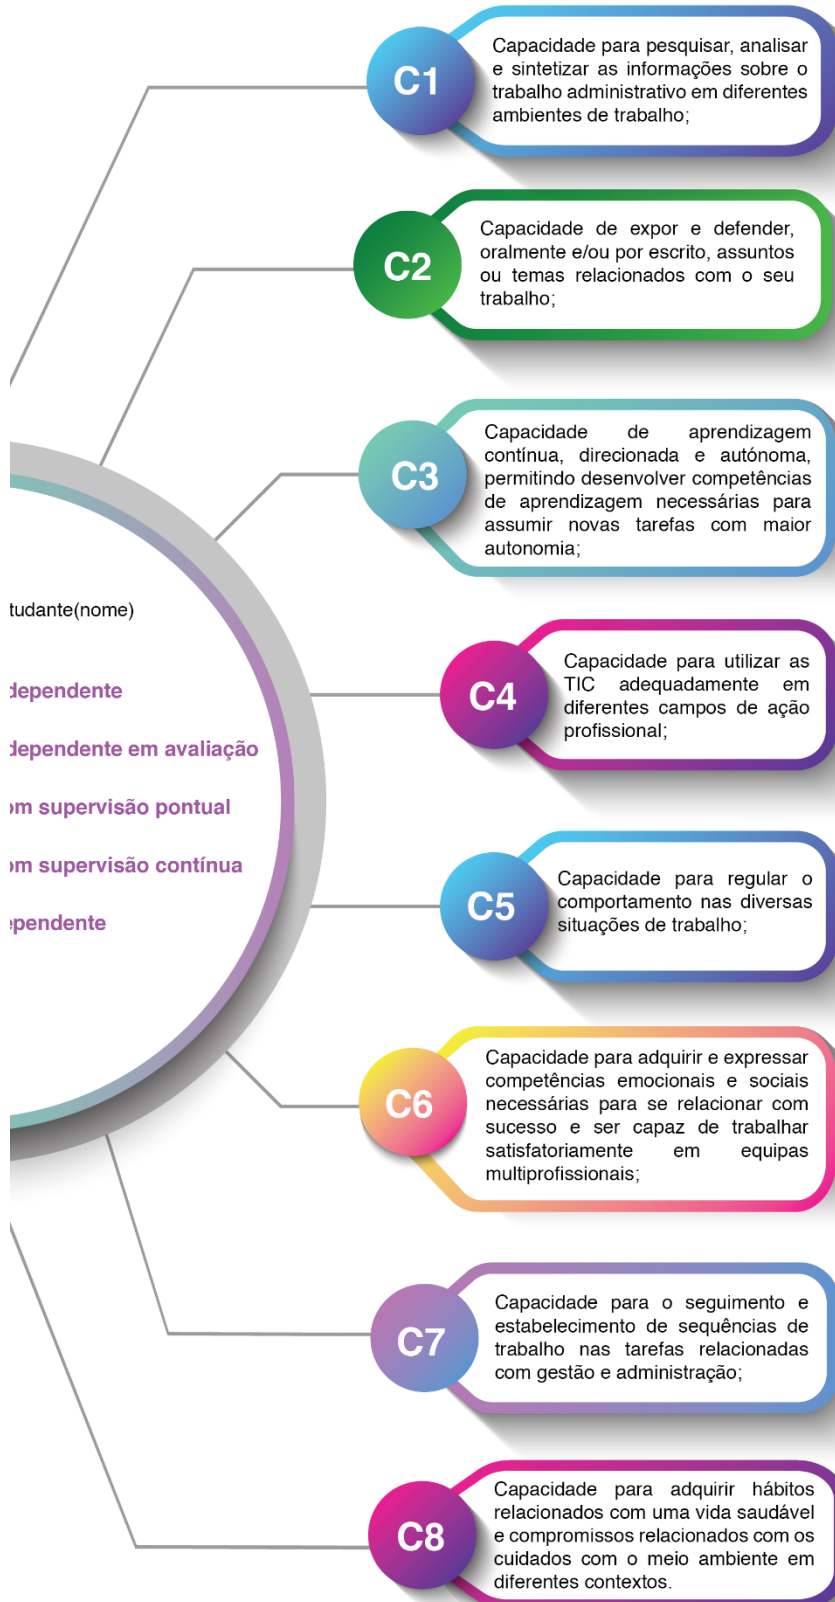 C1
Capacidade para pesquisar, analisar
e sintetizar as informações sobre o
trabalho administrativo em diferentes
ambientes de trabalho;
C2
Capacidade de expor e defender,
oralmente e/ou por escrito, assuntos
ou temas relacionados com o seu
trabalho;
C3
Capacidade de aprendizagem
contínua, direcionada e autónoma,
permitindo desenvolver competências
de aprendizagem necessárias para
assumir novas tarefas com maior
autonomia;
tudante(nome)
dependente
dependente em avaliação
om supervisão pontual
om supervisão contínua
ependente
C4
Capacidade para utilizar as
TIC adequadamente em
diferentes campos de ação
profissional;
C5
Capacidade para regular o
comportamento nas diversas
situações de trabalho;
C6
Capacidade para adquirir e expressar
competências emocionais e sociais
necessárias para se relacionar com
sucesso e ser capaz de trabalhar
satisfatoriamente em equipas
multiprofissionais;
C7
Capacidade para o seguimento e
estabelecimento de sequências de
trabalho nas tarefas relacionadas
com gestão e administração;
C8
Capacidade para adquirir hábitos
relacionados com uma vida saudável
e compromissos relacionados com os
cuidados com o meio ambiente em
diferentes contextos.